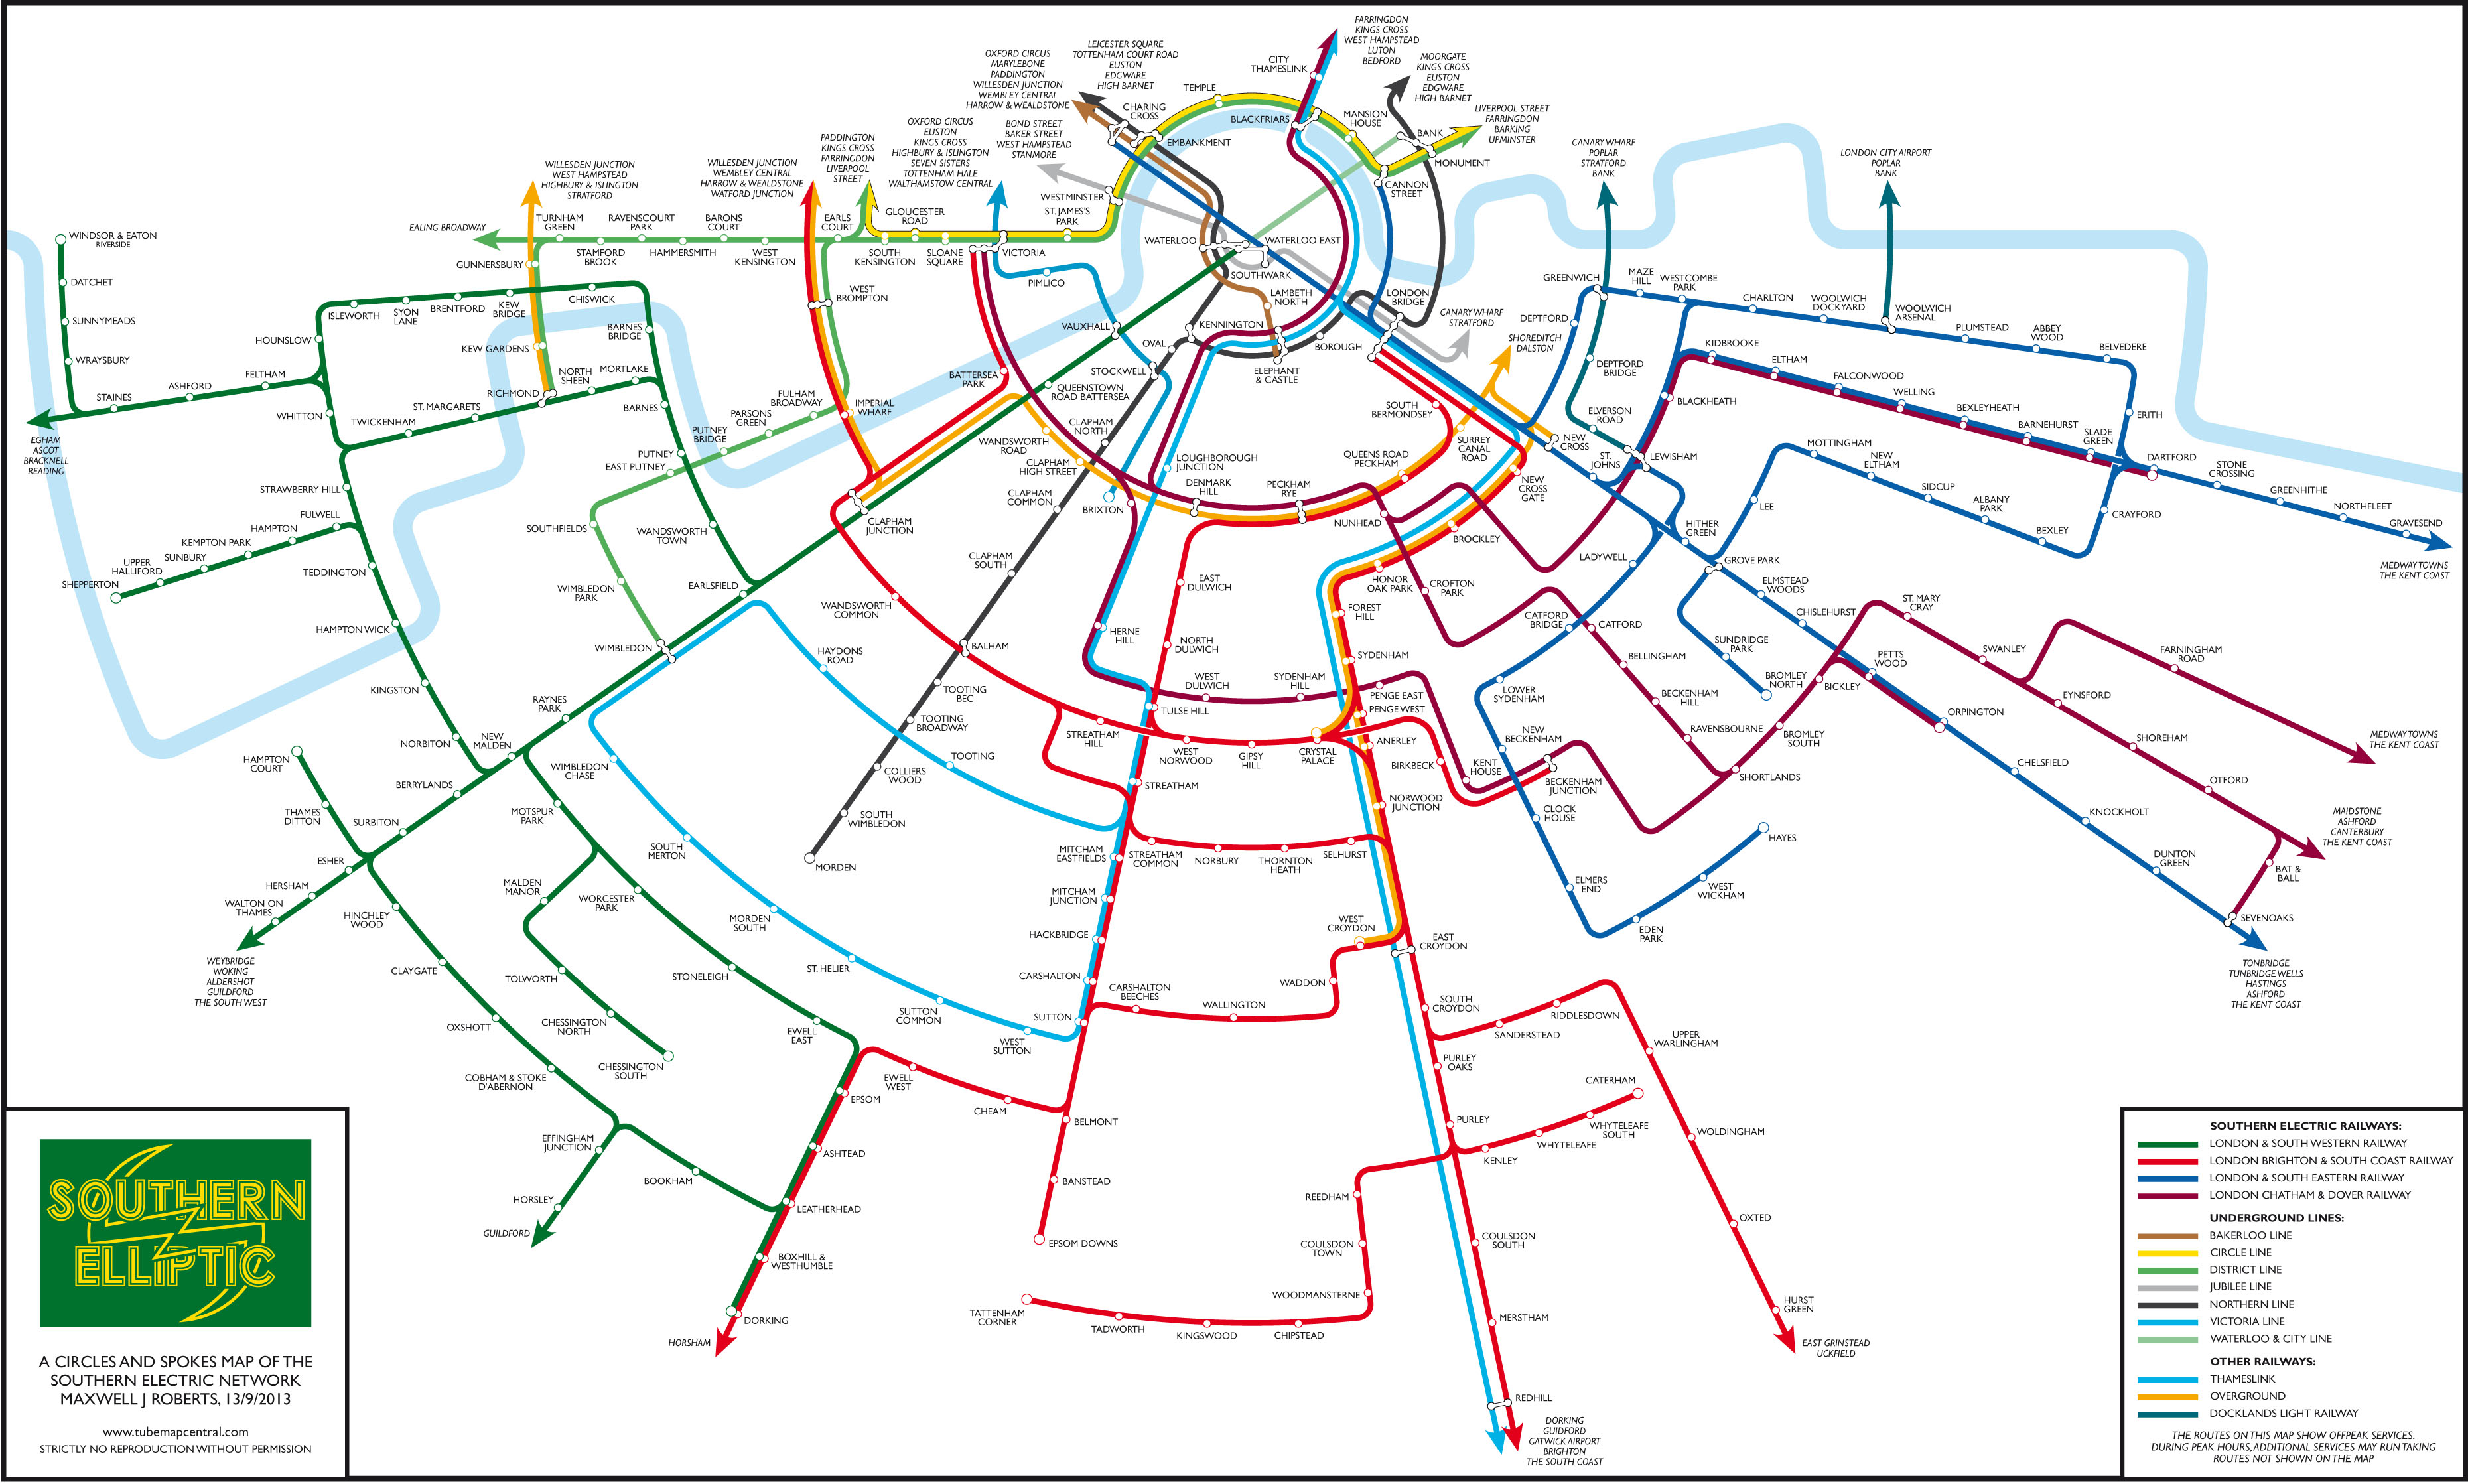 FARRINGDON
KINGS CROSS
WEST HAMPSTEAD
LUTON
BEDFORD
LEICESTER SQUARE
TOTTENHAM COURT ROAD
EUSTON
EDGWARE
HIGH BARNET
OXFORD CIRCUS
MARYLEBONE
PADDINGTON
WILLESDEN JUNCTION
WEMBLEY CENTRAL
HARROW & WEALDSTONE
MOORGATE
KINGS CROSS
EUSTON
EDGWARE
HIGH BARNET
CITY
THAMESLINK
TEMPLE
CHARING
CROSS
BLACKFRIARS
MANSION
HOUSE
LIVERPOOL STREET
FARRINGDON
BARKING
UPMINSTER
BANK
MONUMENT
EMBANKMENT
CANNON
STREET
OXFORD CIRCUS
EUSTON
KINGS CROSS
HIGHBURY & ISLINGTON
SEVEN SISTERS
TOTTENHAM HALE
WALTHAMSTOW CENTRAL
BOND STREET
BAKER STREET
WEST HAMPSTEAD
STANMORE
PADDINGTON
KINGS CROSS
FARRINGDON
LIVERPOOL
STREET
WILLESDEN JUNCTION
WEMBLEY CENTRAL
HARROW & WEALDSTONE
WATFORD JUNCTION
WILLESDEN JUNCTION
WEST HAMPSTEAD
HIGHBURY & ISLINGTON
STRATFORD
CANARY WHARF
POPLAR
STRATFORD
BANK
LONDON CITY AIRPORT
POPLAR
BANK
WESTMINSTER
ST. JAMES'S
PARK
GLOUCESTER
ROAD
EARLS
COURT
BARONS
COURT
RAVENSCOURT
PARK
TURNHAM
GREEN
EALING BROADWAY
WINDSOR & EATON
RIVERSIDE
GUNNERSBURY
STAMFORD
BROOK
HAMMERSMITH
WEST
KENSINGTON
SOUTH
KENSINGTON
SLOANE
SQUARE
VICTORIA
WATERLOO
WATERLOO EAST
SOUTHWARK
PIMLICO
LAMBETH
NORTH
LONDON
BRIDGE
DATCHET
SUNNYMEADS
WRAYSBURY
STAINES
ASHFORD
FELTHAM
HOUNSLOW
ISLEWORTH
SYON
LANE
BRENTFORD
KEW
BRIDGE
CHISWICK
BARNES
BRIDGE
KEW GARDENS
WEST
BROMPTON
VAUXHALL
OVAL
KENNINGTON
STOCKWELL
BOROUGH
ELEPHANT
& CASTLE
CANARY WHARF
STRATFORD
SHOREDITCH
DALSTON
GREENWICH
MAZE
HILL
WESTCOMBE
PARK
CHARLTON
WOOLWICH
DOCKYARD
WOOLWICH
ARSENAL
PLUMSTEAD
ABBEY
WOOD
BELVEDERE
DEPTFORD
DEPTFORD
BRIDGE
ELVERSON
ROAD
KIDBROOKE
ELTHAM
FALCONWOOD
WELLING
BEXLEYHEATH
BARNEHURST
SLADE
GREEN
ERITH
DARTFORD
STONE
CROSSING
GREENHITHE
NORTHFLEET
GRAVESEND
MEDWAY TOWNS
THE KENT COAST
EGHAM
ASCOT
BRACKNELL
READING
WHITTON
TWICKENHAM
ST. MARGARETS
RICHMOND
NORTH
SHEEN
MORTLAKE
BARNES
PUTNEY
EAST PUTNEY
PUTNEY
BRIDGE
PARSONS
GREEN
FULHAM
BROADWAY
IMPERIAL
WHARF
BATTERSEA
PARK
QUEENSTOWN
ROAD BATTERSEA
CLAPHAM
NORTH
WANDSWORTH
ROAD
CLAPHAM
HIGH STREET
CLAPHAM
COMMON
BRIXTON
LOUGHBOROUGH
JUNCTION
DENMARK
HILL
PECKHAM
RYE
QUEENS ROAD
PECKHAM
SOUTH
BERMONDSEY
SURREY
CANAL
ROAD
NEW
CROSS
NEW
CROSS
GATE
ST.
JOHNS
LEWISHAM
BLACKHEATH
NUNHEAD
BROCKLEY
HITHER
GREEN
LEE
MOTTINGHAM
NEW
ELTHAM
SIDCUP
ALBANY
PARK
BEXLEY
CRAYFORD
STRAWBERRY HILL
FULWELL
HAMPTON
KEMPTON PARK
SUNBURY
UPPER
HALLIFORD
SHEPPERTON
TEDDINGTON
HAMPTON WICK
KINGSTON
NORBITON
NEW
MALDEN
RAYNES
PARK
WIMBLEDON
WIMBLEDON
PARK
SOUTHFIELDS
WANDSWORTH
TOWN
EARLSFIELD
CLAPHAM
JUNCTION
CLAPHAM
SOUTH
WANDSWORTH
COMMON
BALHAM
HAYDONS
ROAD
TOOTING
BEC
TOOTING
BROADWAY
TOOTING
COLLIERS
WOOD
SOUTH
WIMBLEDON
MORDEN
EAST
DULWICH
HERNE
HILL
NORTH
DULWICH
WEST
DULWICH
SYDENHAM
HILL
TULSE HILL
STREATHAM
HILL
WEST
NORWOOD
GIPSY
HILL
CRYSTAL
PALACE
STREATHAM
HONOR
OAK PARK
FOREST
HILL
SYDENHAM
PENGE EAST
PENGE WEST
ANERLEY
BIRKBECK
NORWOOD
JUNCTION
CROFTON
PARK
LADYWELL
CATFORD
BRIDGE
CATFORD
BELLINGHAM
BECKENHAM
HILL
RAVENSBOURNE
LOWER
SYDENHAM
NEW
BECKENHAM
KENT
HOUSE
BECKENHAM
JUNCTION
CLOCK
HOUSE
ELMERS
END
EDEN
PARK
WEST
WICKHAM
HAYES
SHORTLANDS
BROMLEY
SOUTH
BICKLEY
GROVE PARK
ELMSTEAD
WOODS
CHISLEHURST
SUNDRIDGE
PARK
BROMLEY
NORTH
PETTS
WOOD
ST. MARY
CRAY
SWANLEY
FARNINGHAM
ROAD
EYNSFORD
SHOREHAM
OTFORD
ORPINGTON
CHELSFIELD
KNOCKHOLT
DUNTON
GREEN
BAT &
BALL
SEVENOAKS
MEDWAY TOWNS
THE KENT COAST
MAIDSTONE
ASHFORD
CANTERBURY
THE KENT COAST
TONBRIDGE
TUNBRIDGE WELLS
HASTINGS
ASHFORD
THE KENT COAST
HAMPTON
COURT
THAMES
DITTON
BERRYLANDS
SURBITON
ESHER
HERSHAM
WALTON ON
THAMES
WEYBRIDGE
WOKING
ALDERSHOT
GUILDFORD
THE SOUTH WEST
HINCHLEY
WOOD
CLAYGATE
OXSHOTT
COBHAM & STOKE
D'ABERNON
EFFINGHAM
JUNCTION
HORSLEY
GUILDFORD
BOOKHAM
MOTSPUR
PARK
MALDEN
MANOR
TOLWORTH
CHESSINGTON
NORTH
CHESSINGTON
SOUTH
WORCESTER
PARK
STONELEIGH
EWELL
EAST
WIMBLEDON
CHASE
SOUTH
MERTON
MORDEN
SOUTH
ST. HELIER
SUTTON
COMMON
WEST
SUTTON
SUTTON
MITCHAM
EASTFIELDS
MITCHAM
JUNCTION
HACKBRIDGE
CARSHALTON
CARSHALTON
BEECHES
WALLINGTON
WADDON
WEST
CROYDON
EAST
CROYDON
STREATHAM
COMMON
NORBURY
THORNTON
HEATH
SELHURST
EWELL
WEST
CHEAM
BELMONT
BANSTEAD
EPSOM DOWNS
EPSOM
ASHTEAD
LEATHERHEAD
BOXHILL &
WESTHUMBLE
DORKING
HORSHAM
SOUTH
CROYDON
SANDERSTEAD
RIDDLESDOWN
UPPER
WARLINGHAM
WOLDINGHAM
OXTED
HURST
GREEN
EAST GRINSTEAD
UCKFIELD
PURLEY
OAKS
PURLEY
KENLEY
WHYTELEAFE
WHYTELEAFE
SOUTH
CATERHAM
REEDHAM
COULSDON
TOWN
WOODMANSTERNE
CHIPSTEAD
KINGSWOOD
TADWORTH
TATTENHAM
CORNER
COULSDON
SOUTH
MERSTHAM
REDHILL
DORKING
GUIDFORD
GATWICK AIRPORT
BRIGHTON
THE SOUTH COAST
SOUTHERN
ELLIPTIC
A CIRCLES AND SPOKES MAP OF THE
SOUTHERN ELECTRIC NETWORK
MAXWELL J ROBERTS, 13/9/2013
www.tubemapcentral.com
STRICTLY NO REPRODUCTION WITHOUT PERMISSION
SOUTHERN ELECTRIC RAILWAYS:
LONDON & SOUTH WESTERN RAILWAY
LONDON BRIGHTON & SOUTH COAST RAILWAY
LONDON & SOUTH EASTERN RAILWAY
LONDON CHATHAM & DOVER RAILWAY
UNDERGROUND LINES:
BAKERLOO LINE
CIRCLE LINE
DISTRICT LINE
JUBILEE LINE
NORTHERN LINE
VICTORIA LINE
WATERLOO & CITY LINE
OTHER RAILWAYS:
THAMESLINK
OVERGROUND
DOCKLANDS LIGHT RAILWAY
THE ROUTES ON THIS MAP SHOW OFFPEAK SERVICES.
DURING PEAK HOURS, ADDITIONAL SERVICES MAY RUN TAKING
ROUTES NOT SHOWN ON THE MAP